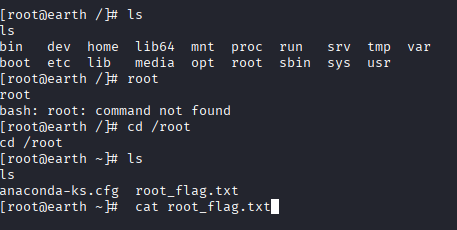 [root@earth /]# ls
ls
bin   dev  home  lib64  mnt  proc  run   srv  tmp  var
boot  etc  lib   media  opt  root  sbin  sys  usr
[root@earth /]# root
root
bash: root: command not found
[root@earth /]# cd /root
cd /root
[root@earth ~]# ls
ls
anaconda-ks.cfg  root_flag.txt
[root@earth ~]#  cat root_flag.txt